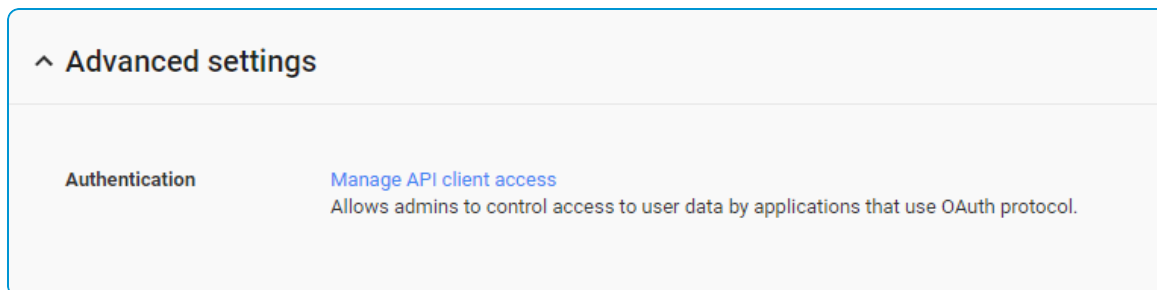 Advanced settings
Authentication
Manage API client access
Allows admins to control access to user data by applications that use OAuth protocol.